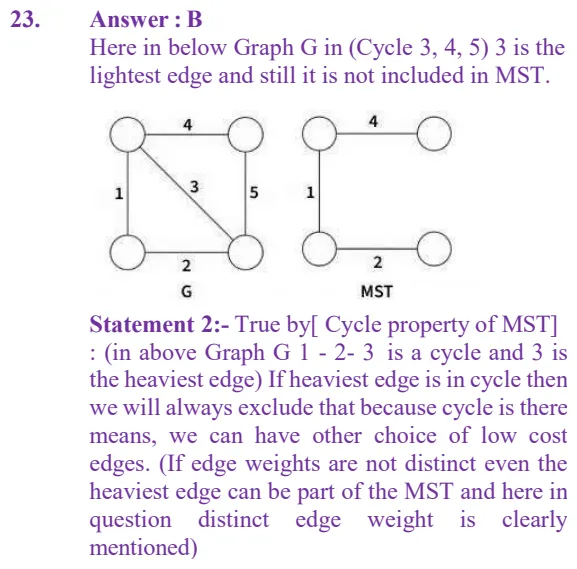 23. Answer : B
Here in below Graph G in (Cycle 3, 4, 5) 3 is the
lightest edge and still it is not included in MST.
4 4
1 3 5 1
2 2
G MST
Statement 2:- True by[ Cycle property of MST]
: (in above Graph G 1 - 2- 3 is a cycle and 3 is
the heaviest edge) If heaviest edge is in cycle then
we will always exclude that because cycle is there
means, we can have other choice of low cost
edges. (If edge weights are not distinct even the
heaviest edge can be part of the MST and here in
question distinct edge weight is clearly
mentioned)